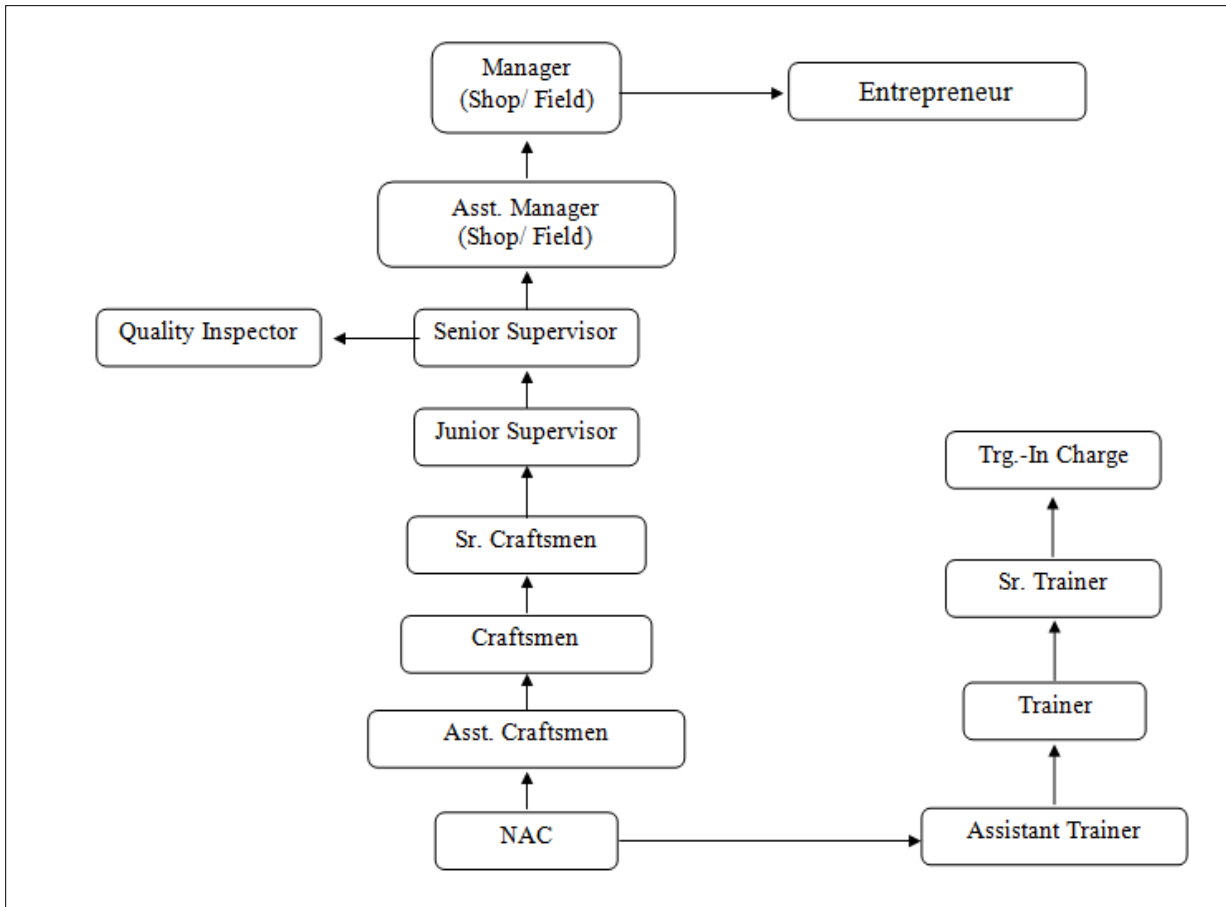 Manager
(Shop/ Field)
Entrepreneur
Asst. Manager
(Shop/ Field)
Quality Inspector
Senior Supervisor
Junior Supervisor
Trg.-In Charge
Sr. Craftsmen
Sr. Trainer
Craftsmen
Trainer
Asst. Craftsmen
NAC
Assistant Trainer